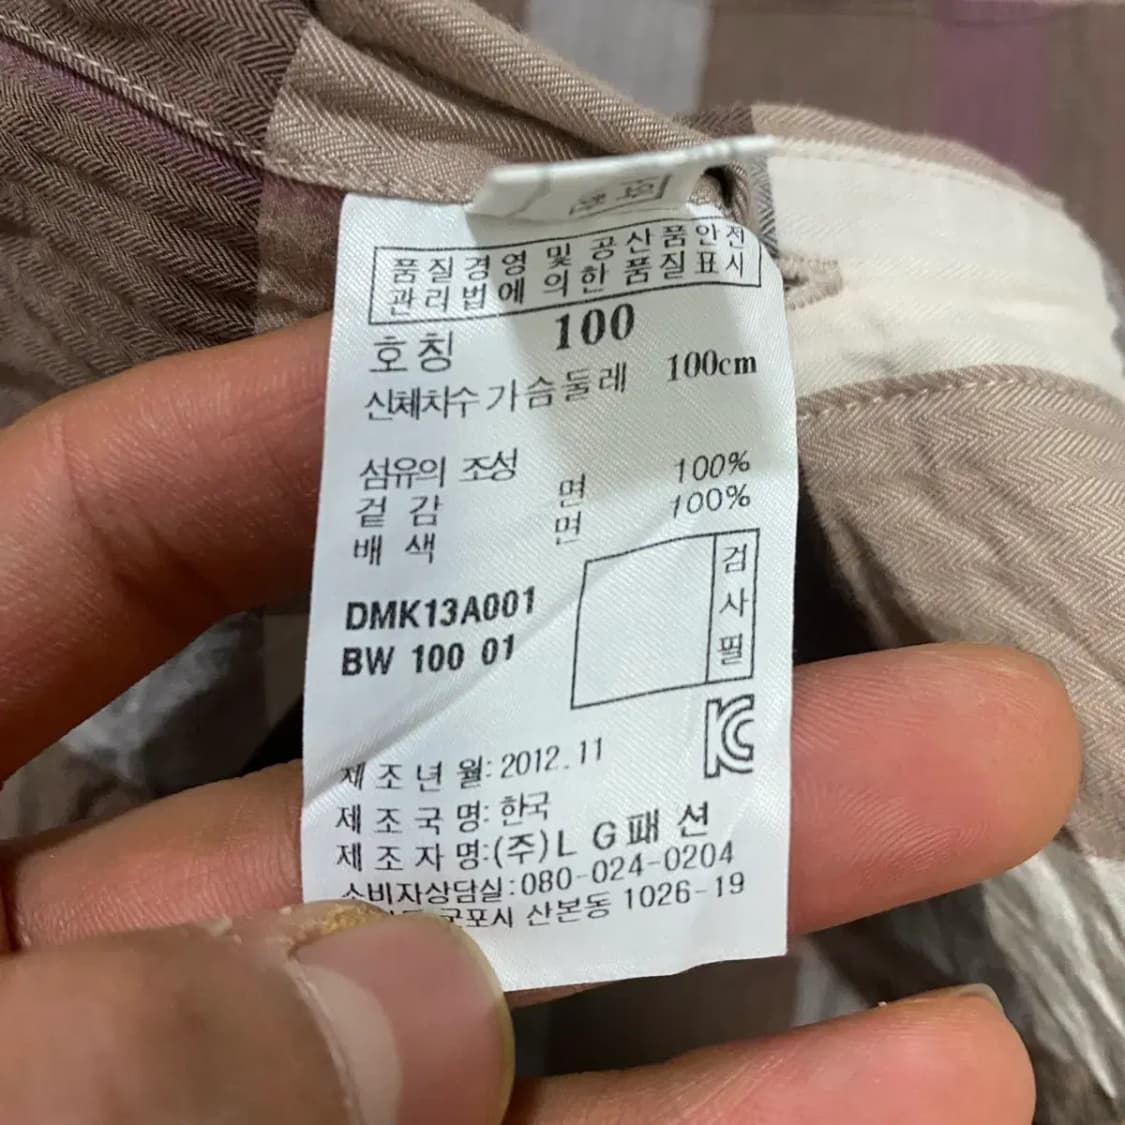 품질경영 및 공산품안전
관리법에 의한 품질표시
호칭 100
신체치수 가슴둘레 100cm
섬유의 조성
겉감 면 100%
배색 면 100%
검사필
DMK13A001
BW 100 01
제조년월: 2012.11
제조국명: 한국
제조자명:(주)LG패션
소비자상담실:080-024-0204
군포시 산본동 1026-19